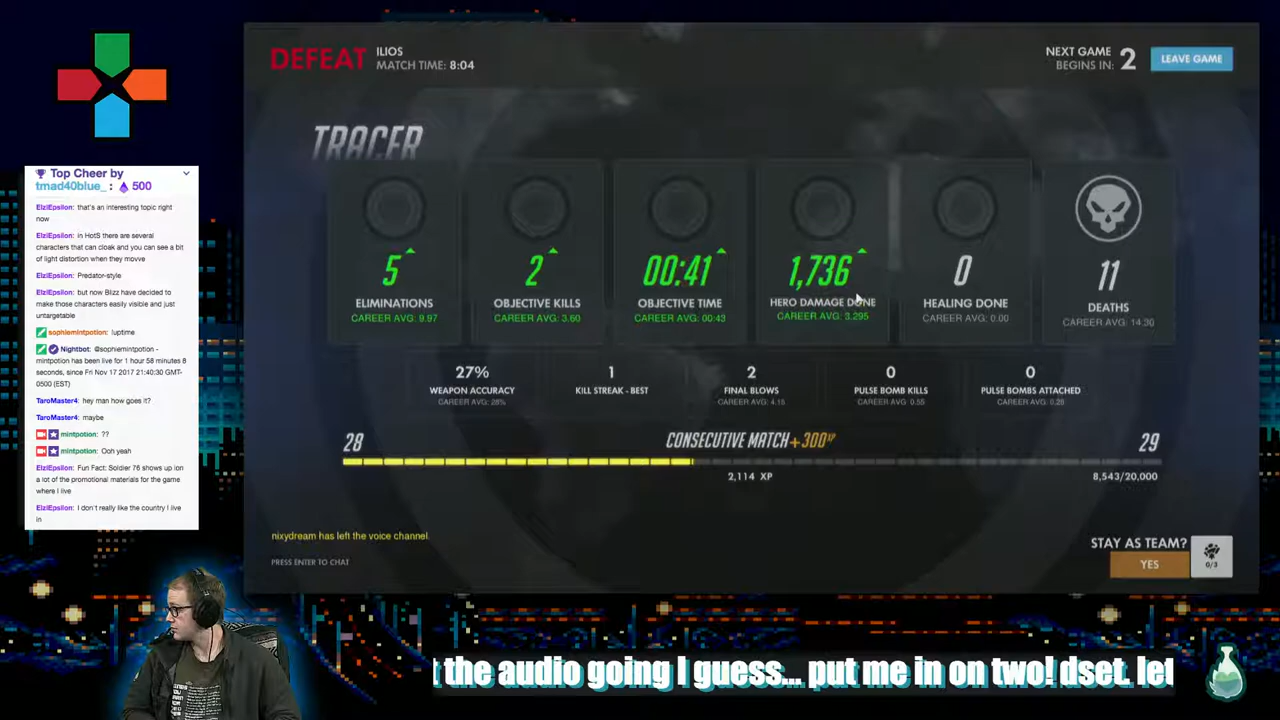 DEFEAT
ILIOS
MATCH TIME: 8:04
NEXT GAME
BEGINS IN: 2
LEAVE GAME
TRACER
5
ELIMINATIONS
CAREER AVG: 9.97
2
OBJECTIVE KILLS
CAREER AVG: 3.60
00:41
OBJECTIVE TIME
CAREER AVG: 00:43
1,736
HERO DAMAGE DONE
CAREER AVG: 3.295
0
HEALING DONE
CAREER AVG: 0.00
11
DEATHS
CAREER AVG: 14.30
27%
WEAPON ACCURACY
CAREER AVG: 28%
1
KILL STREAK - BEST
2
FINAL BLOWS
CAREER AVG: 4.15
0
PULSE BOMB KILLS
CAREER AVG: 0.55
0
PULSE BOMBS ATTACHED
CAREER AVG: 0.26
28
CONSECUTIVE MATCH +300XP
29
2,114 XP
8,543/20,000
nixydream has left the voice channel.
PRESS ENTER TO CHAT
STAY AS TEAM?
YES
0/3
Top Cheer by
tmad40blue_ : 500
ElzlEpsilon: that's an interesting topic right
now
ElzlEpsilon: in HotS there are several
characters that can cloak and you can see a bit
of light distortion when they movve
ElzlEpsilon: Predator-style
ElzlEpsilon: but now Blizz have decided to
make those characters easily visible and just
untargetable
sophiemintpotion: !uptime
Nightbot: @sophiemintpotion -
mintpotion has been live for 1 hour 58 minutes 8
seconds, since Fri Nov 17 2017 21:40:30 GMT-
0500 (EST)
TaroMaster4: hey man how goes it?
TaroMaster4: maybe
mintpotion: ??
mintpotion: Ooh yeah
ElzlEpsilon: Fun Fact: Soldier 76 shows up ion
a lot of the promotional materials for the game
where I live
ElzlEpsilon: I don't really like the country I live
in
t the audio going I guess... put me in on two! dset. let